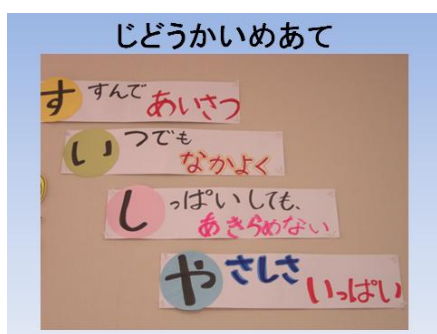 じどうかいめあて
すすんで
あいさつ
いつでも
なかよく
しっぱいしても、
あきらめない
やさしさ
いっぱい